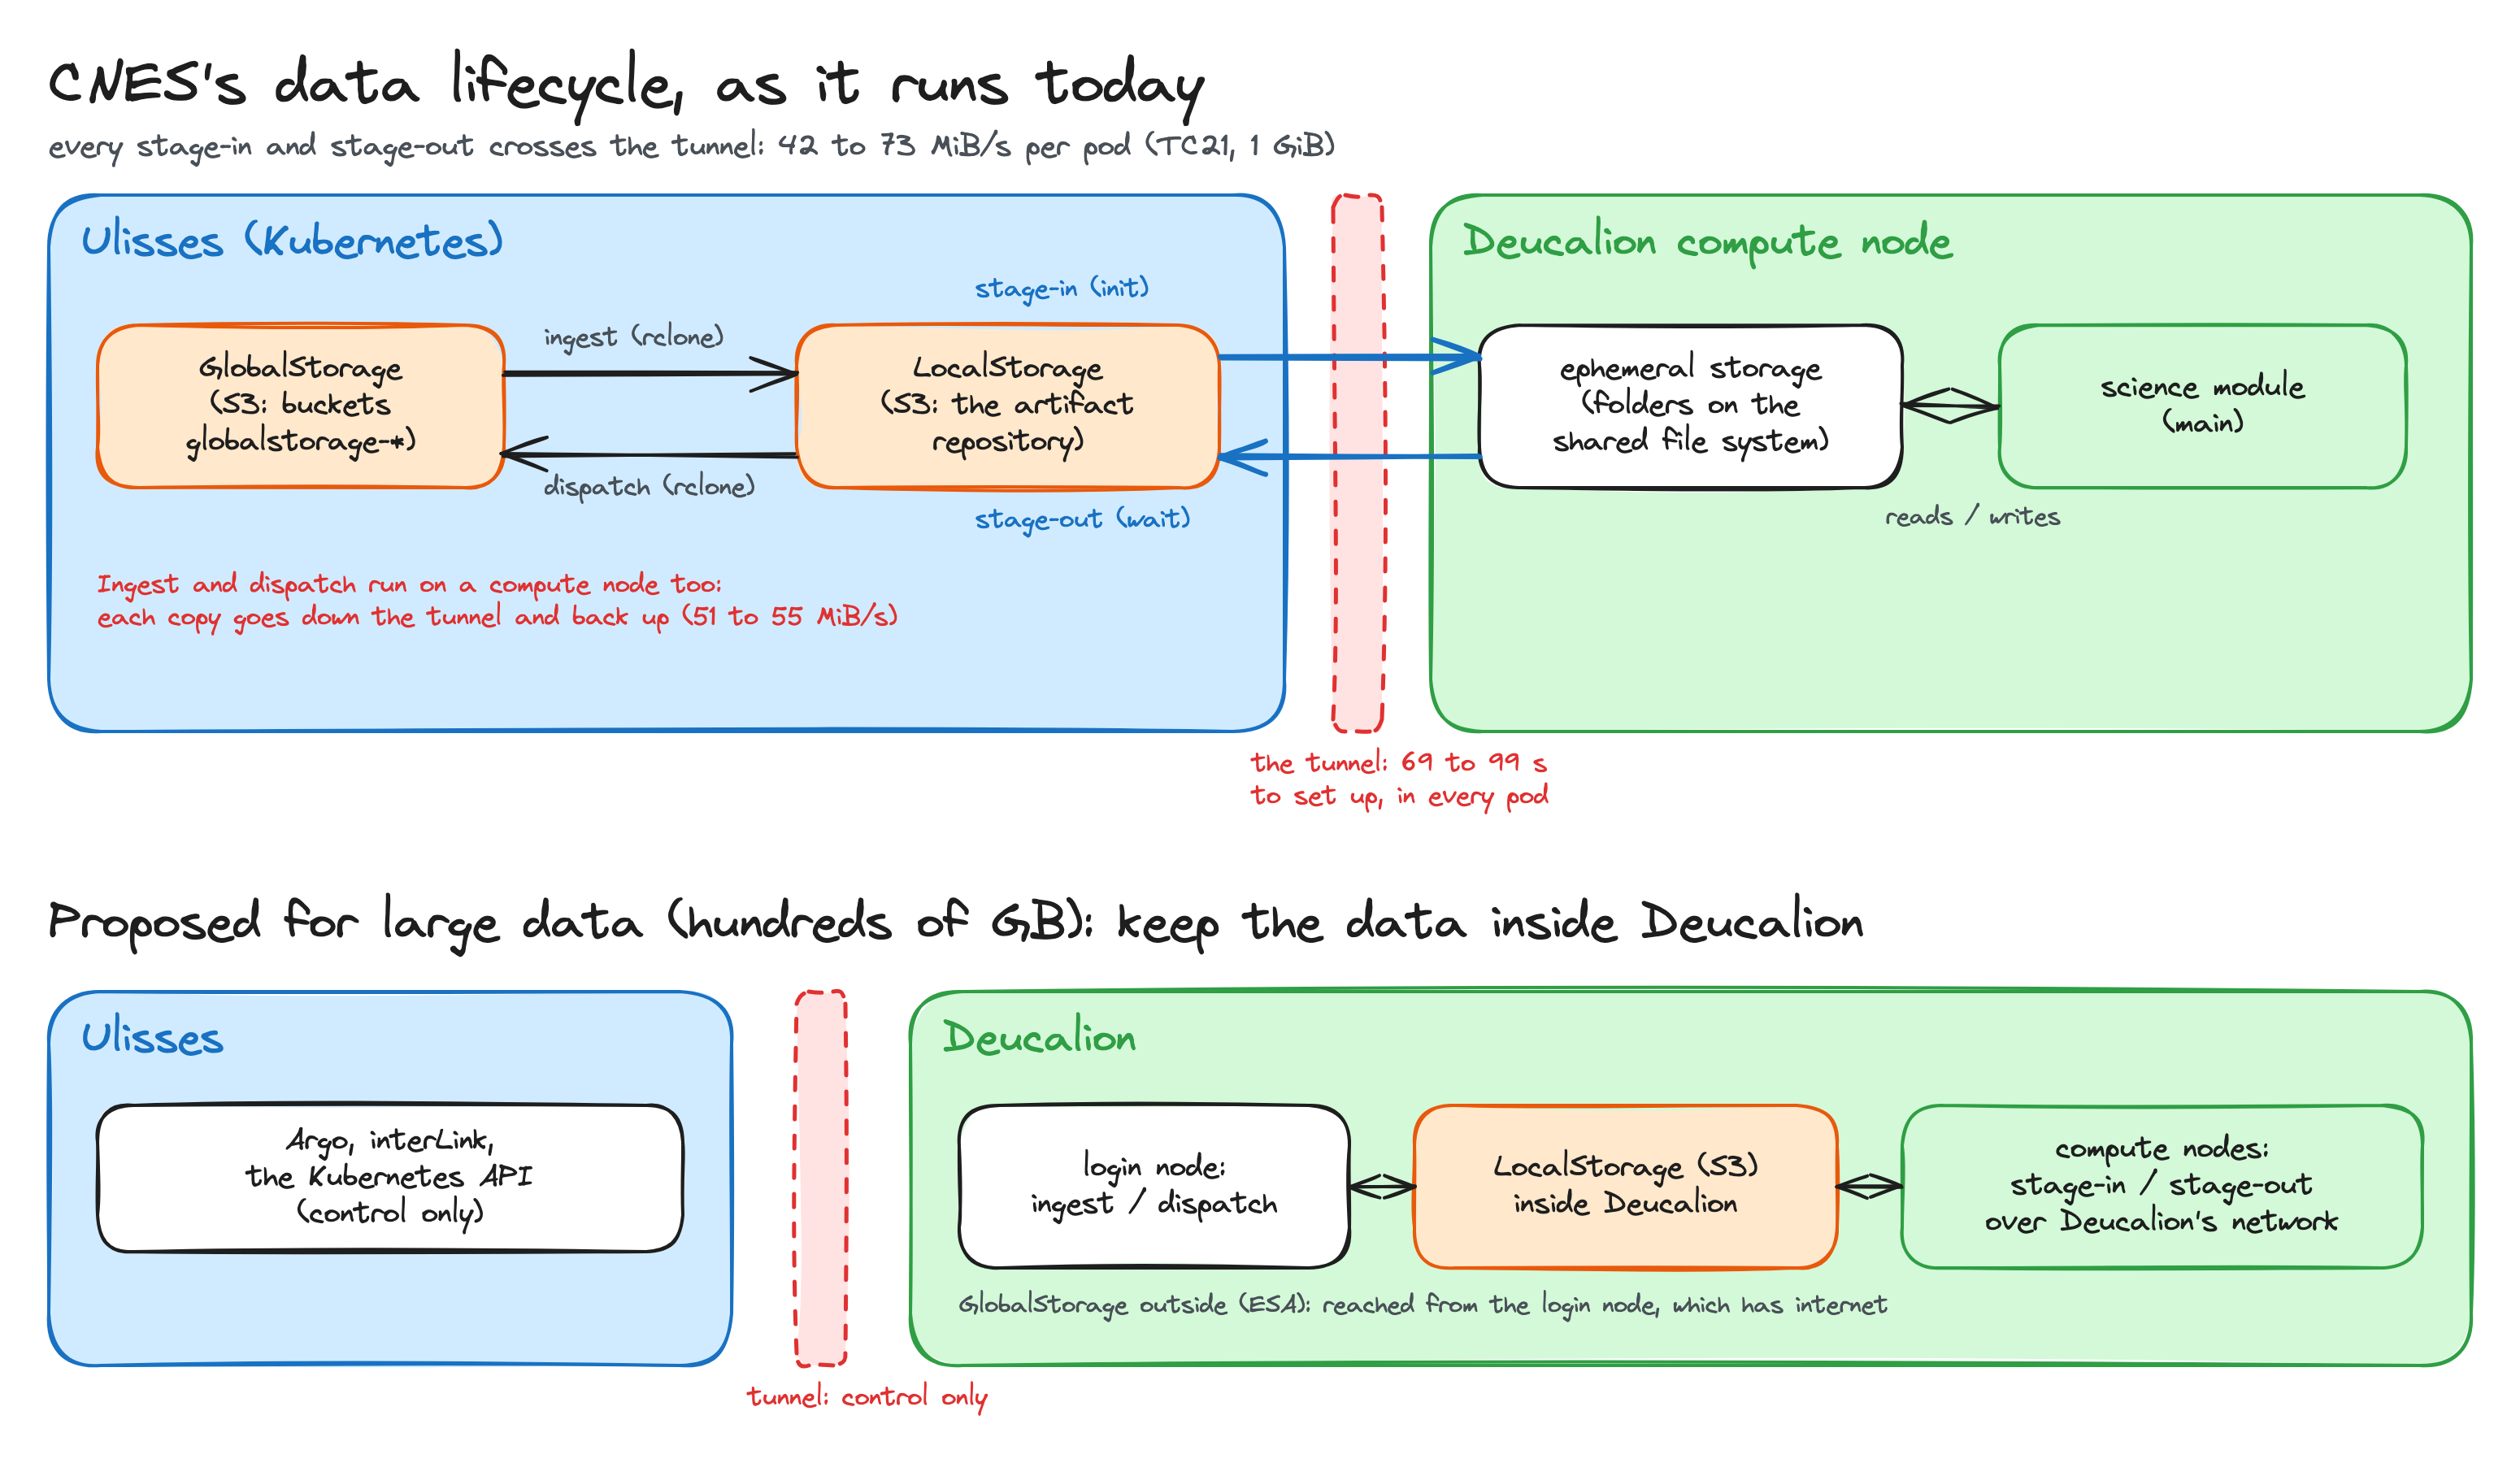 CNES's data lifecycle, as it runs today
every stage-in and stage-out crosses the tunnel: 42 to 73 MiB/s per pod (TC21, 1 GiB)
Ulisses (Kubernetes)
GlobalStorage
(S3: buckets
globalstorage-*)
ingest (rclone)
dispatch (rclone)
LocalStorage
(S3: the artifact
repository)
stage-in (init)
stage-out (wait)
Ingest and dispatch run on a compute node too:
each copy goes down the tunnel and back up (51 to 55 MiB/s)
the tunnel: 69 to 99 s
to set up, in every pod
Deucalion compute node
ephemeral storage
(folders on the
shared file system)
science module
(main)
reads / writes
Proposed for large data (hundreds of GB): keep the data inside Deucalion
Ulisses
Argo, interLink,
the Kubernetes API
(control only)
tunnel: control only
Deucalion
login node:
ingest / dispatch
LocalStorage (S3)
inside Deucalion
compute nodes:
stage-in / stage-out
over Deucalion's network
GlobalStorage outside (ESA): reached from the login node, which has internet